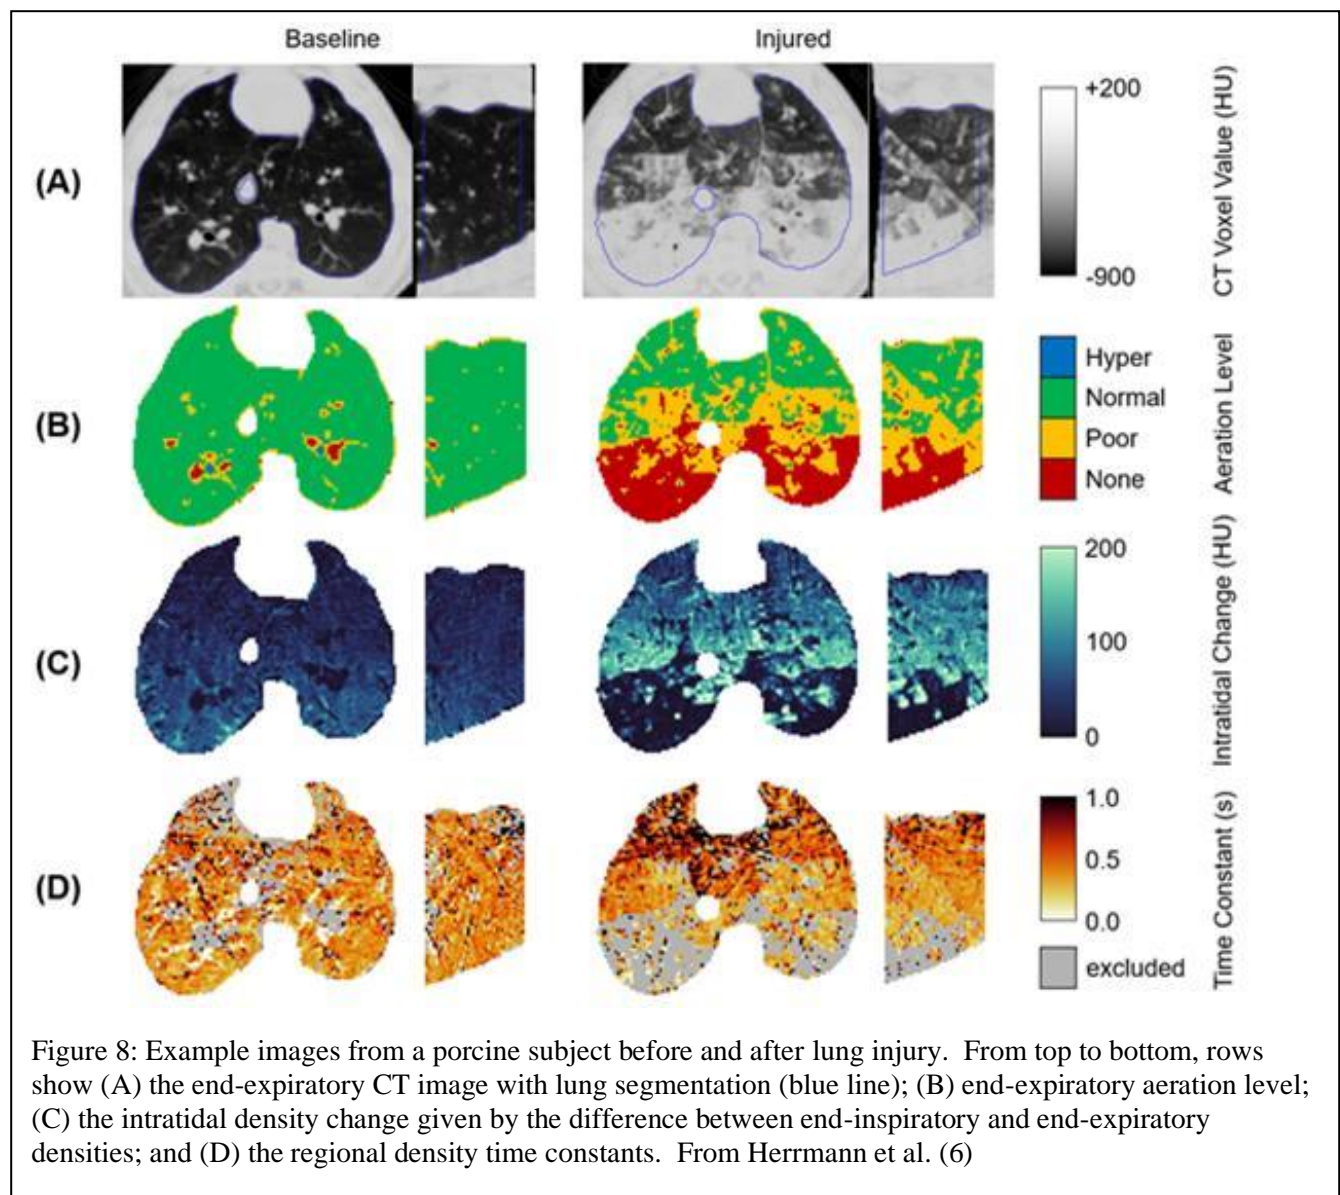 Baseline
Injured
(A)
+200
-900
CT Voxel Value (HU)
(B)
Hyper
Normal
Poor
None
Aeration Level
(C)
200
100
0
Intratidal Change (HU)
(D)
1.0
0.5
0.0
excluded
Time Constant (s)
Figure 8: Example images from a porcine subject before and after lung injury.  From top to bottom, rows
show (A) the end-expiratory CT image with lung segmentation (blue line); (B) end-expiratory aeration level;
(C) the intratidal density change given by the difference between end-inspiratory and end-expiratory
densities; and (D) the regional density time constants.  From Herrmann et al. (6)